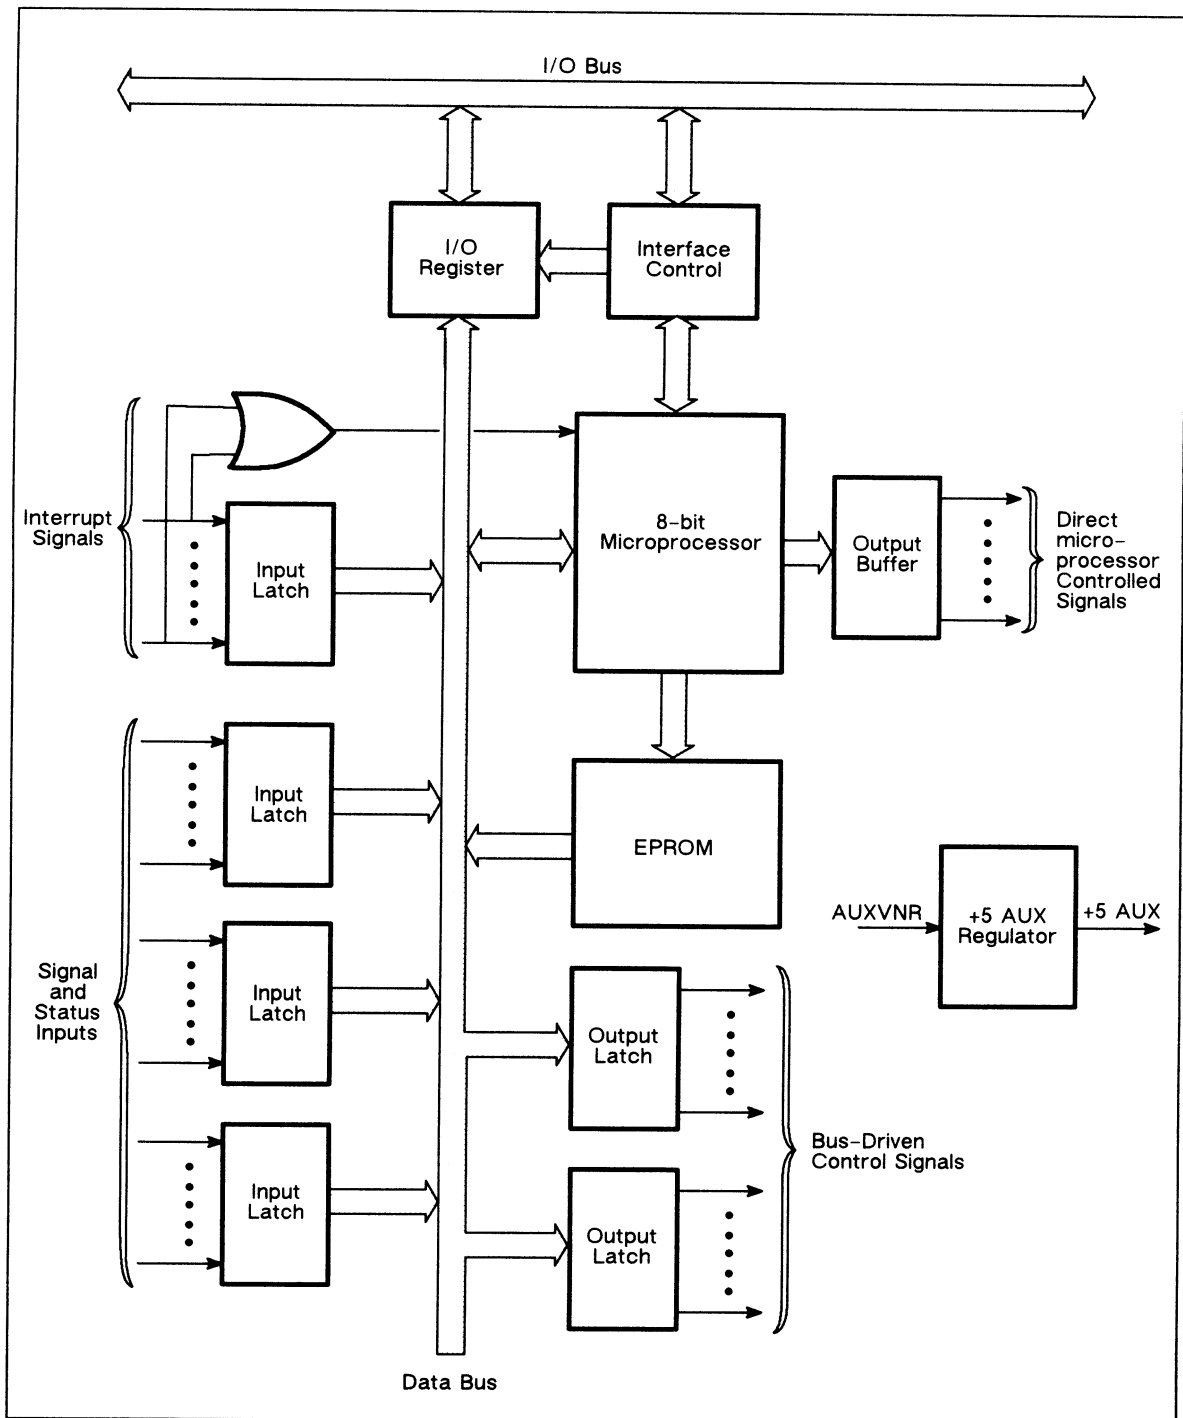 I/O Bus
I/O
Register
Interface
Control
Interrupt
Signals
Input
Latch
8-bit
Microprocessor
Output
Buffer
Direct
micro-
processor
Controlled
Signals
Input
Latch
EPROM
AUXVNR
+5 AUX
Regulator
+5 AUX
Signal
and
Status
Inputs
Input
Latch
Output
Latch
Input
Latch
Output
Latch
Bus-Driven
Control Signals
Data Bus